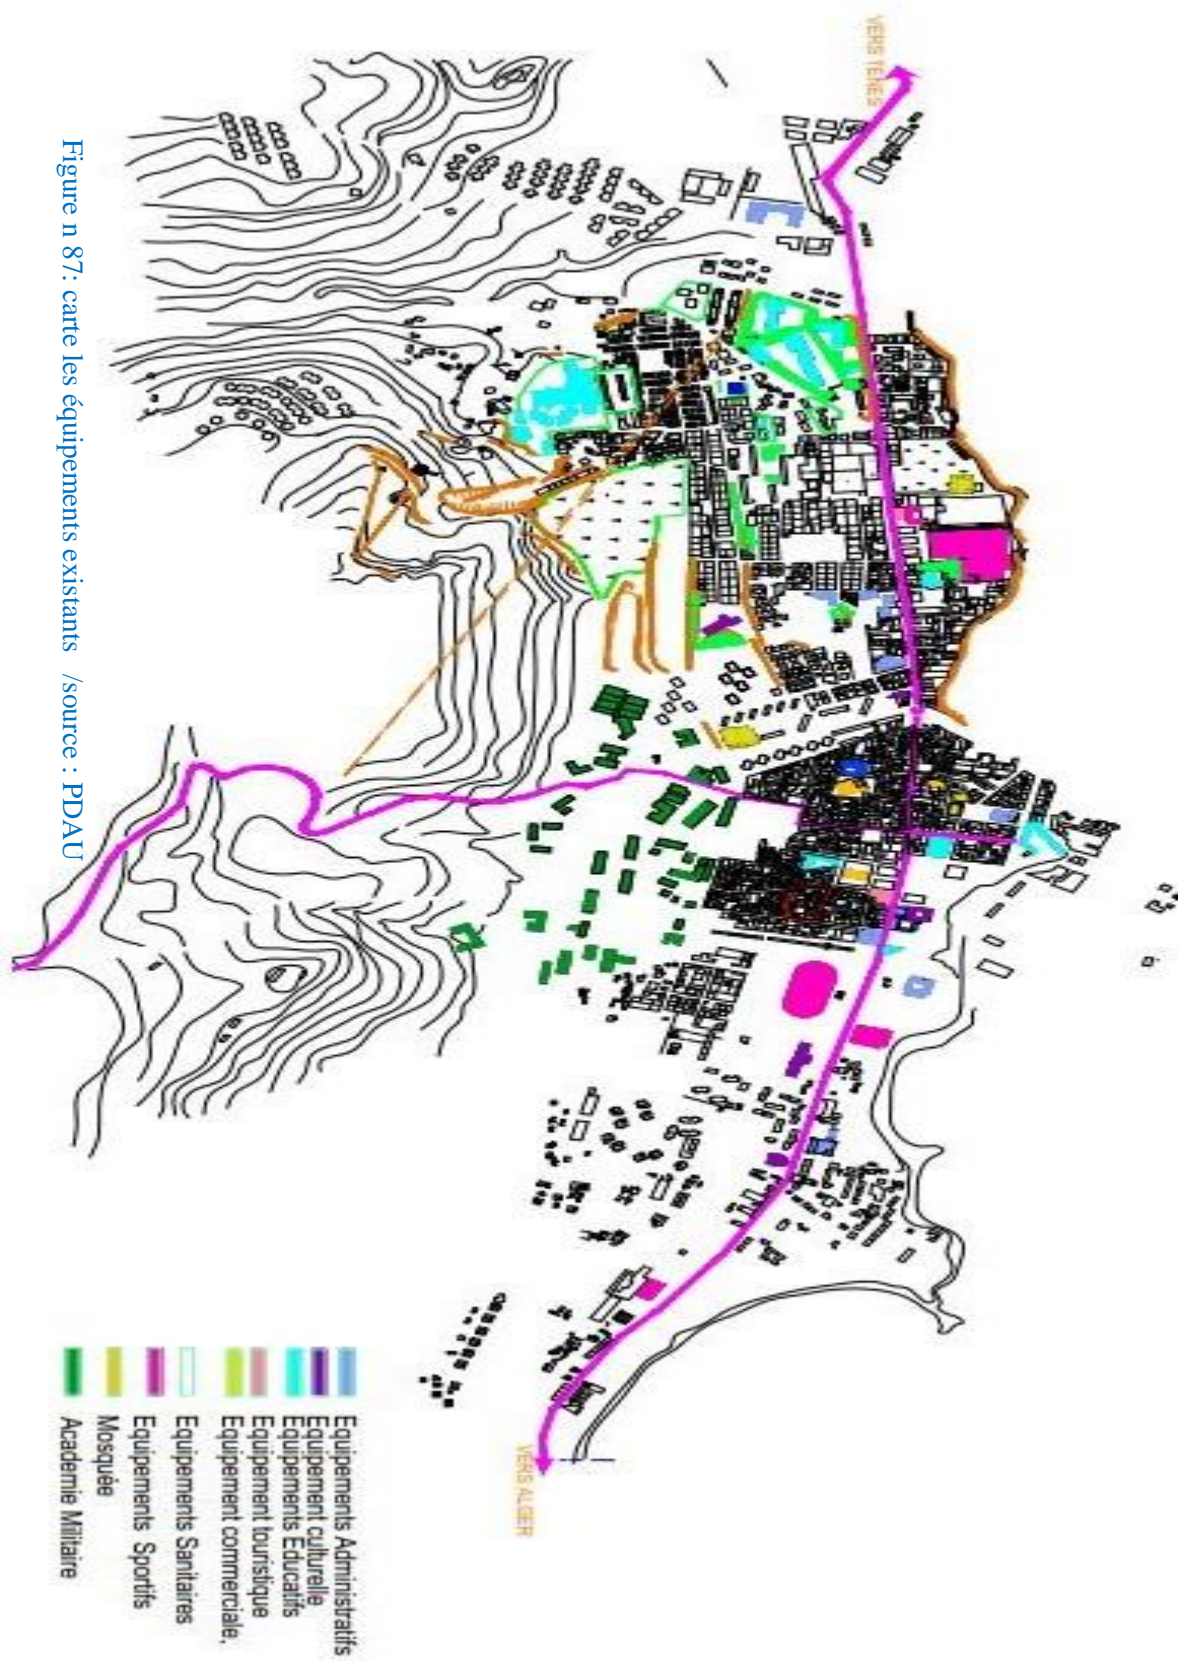 VERS TENES
VERS ALGER
Equipements Administratifs
Equipement culturelle
Equipements Educatifs
Equipement touristique
Equipement commerciale,
Equipements Sanitaires
Equipements Sportifs
Mosquée
Academie Militaire
Figure n 87: carte les équipements existants /source : PDAU